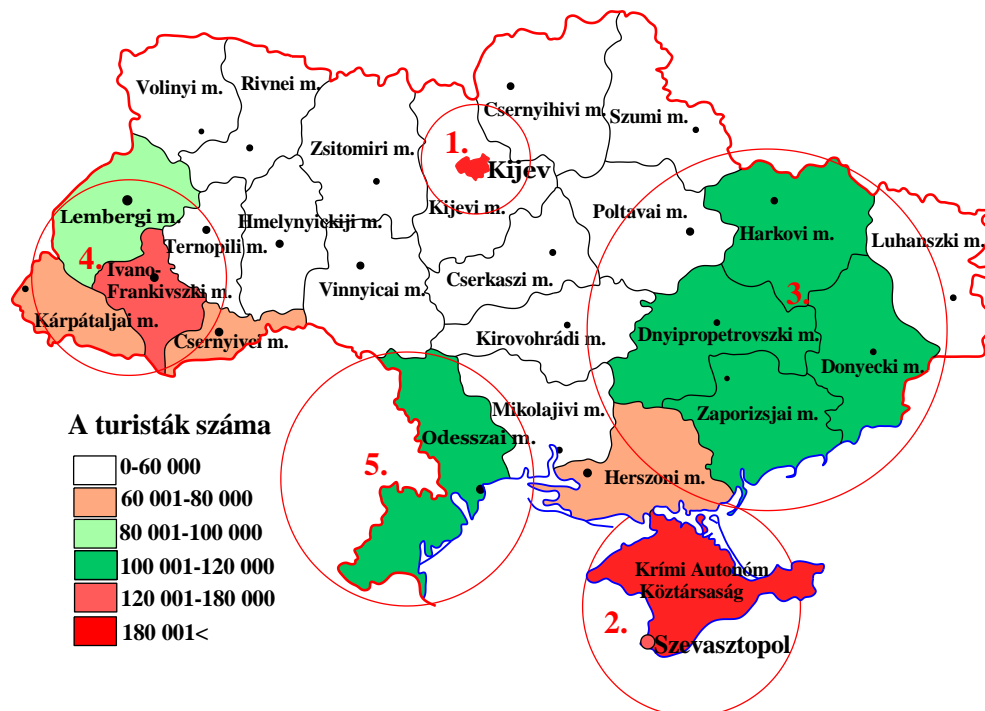 Volinyi m.
Rivnei m.
Zsitomiri m.
Csernyihivi m.
Szumi m.
1.
Kijev
Kijevi m.
Lembergi m.
Ternopili m.
Hmelnyickiji m.
Vinnyicai m.
Cserkaszi m.
Poltavai m.
Harkovi m.
Luhanszki m.
4.
Ivano-
Frankivszki m.
Kárpátaljai m.
Csernyivei m.
Kirovohrádi m.
3.
Dnyipropetrovszki m.
Donyecki m.
Zaporizsjai m.
Mikolajivi m.
Odesszai m.
5.
Herszoni m.
Krími Autonóm
Köztársaság
2.
Szevasztopol
A turisták száma
0-60 000
60 001-80 000
80 001-100 000
100 001-120 000
120 001-180 000
180 001<